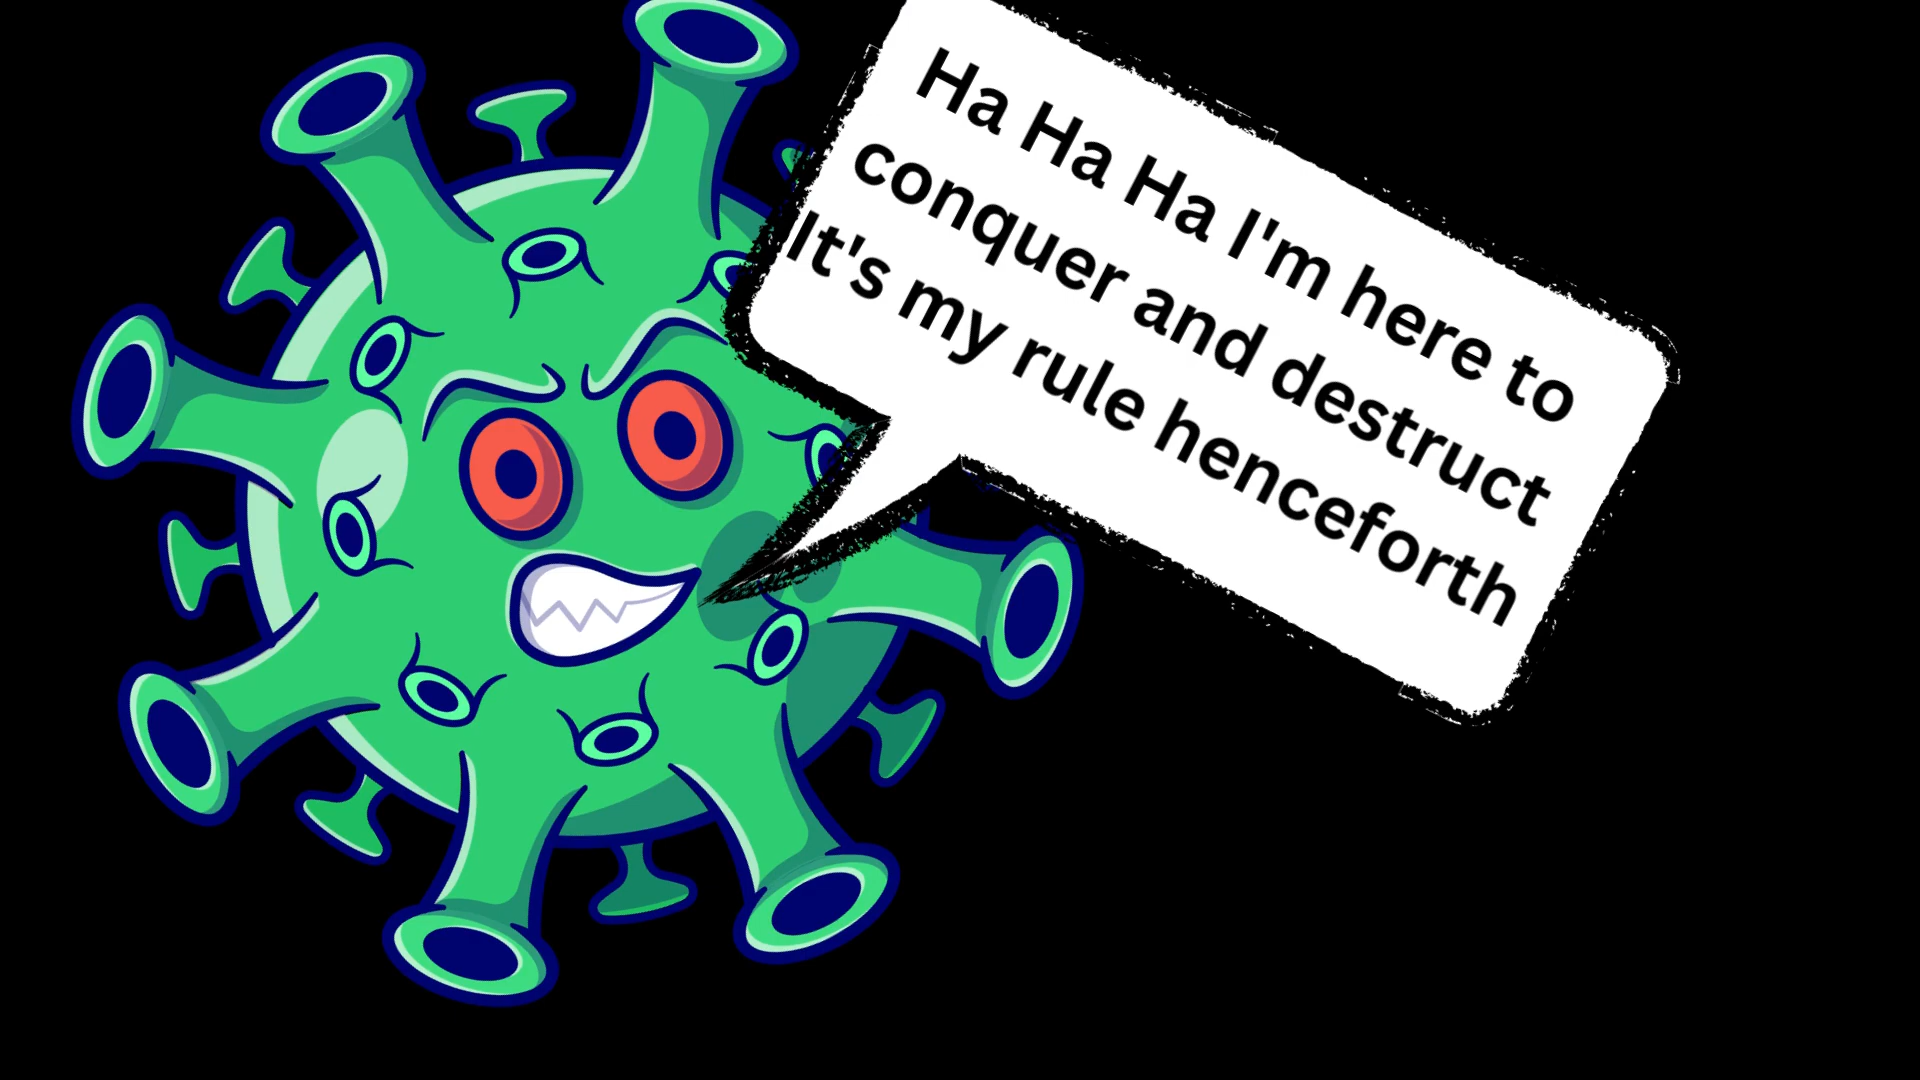 Ha Ha Ha I'm here to
conquer and destruct
It's my rule henceforth